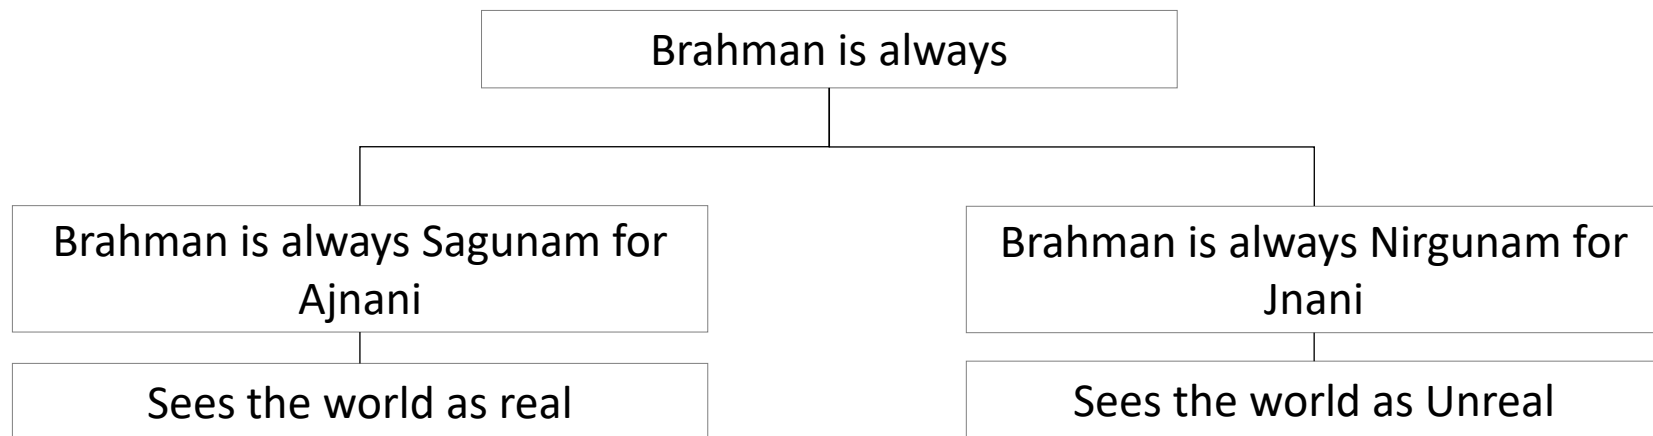 Brahman is always
Brahman is always Sagunam for
Ajnani
Brahman is always Nirgunam for
Jnani
Sees the world as real
Sees the world as Unreal